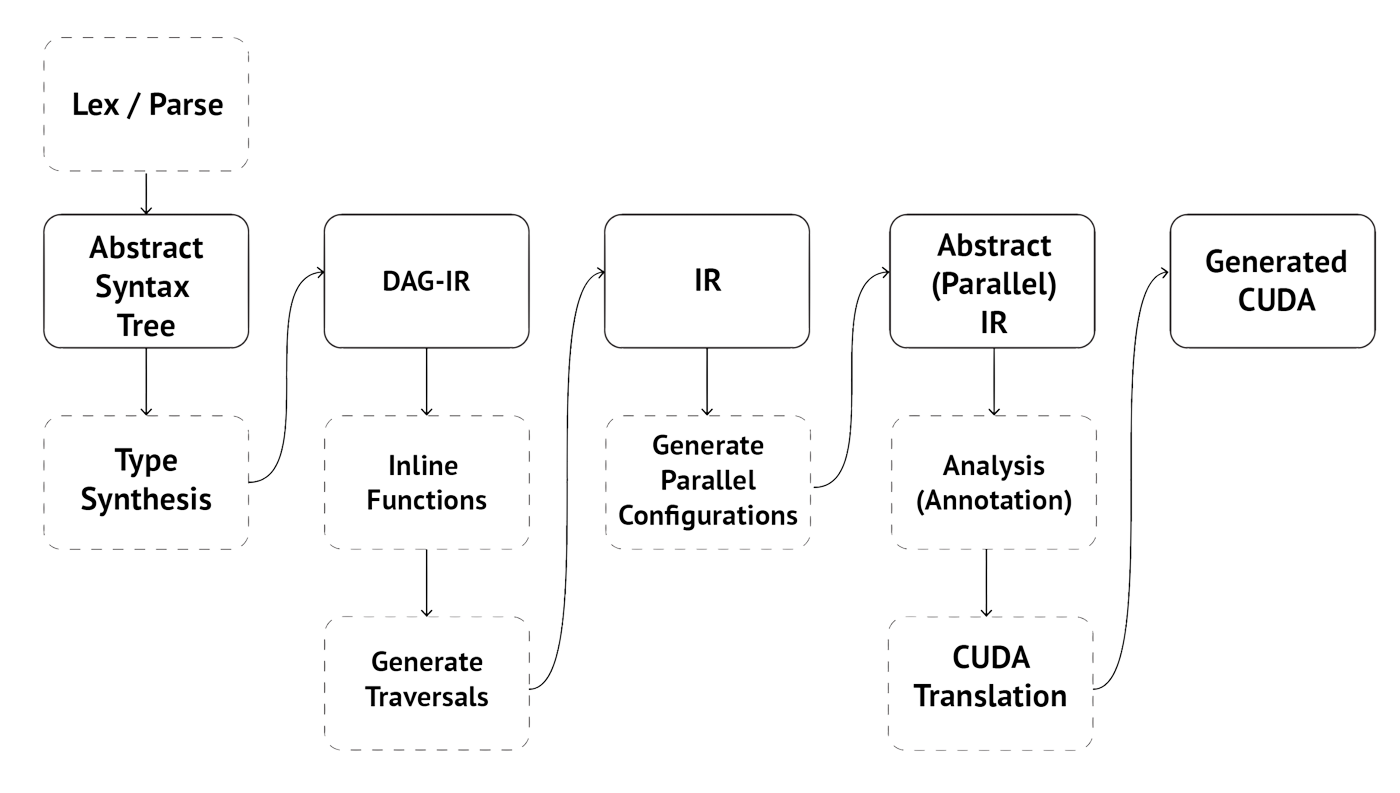 Lex / Parse
Abstract
Syntax
Tree
Type
Synthesis
DAG-IR
Inline
Functions
Generate
Traversals
IR
Generate
Parallel
Configurations
Abstract
(Parallel)
IR
Analysis
(Annotation)
CUDA
Translation
Generated
CUDA